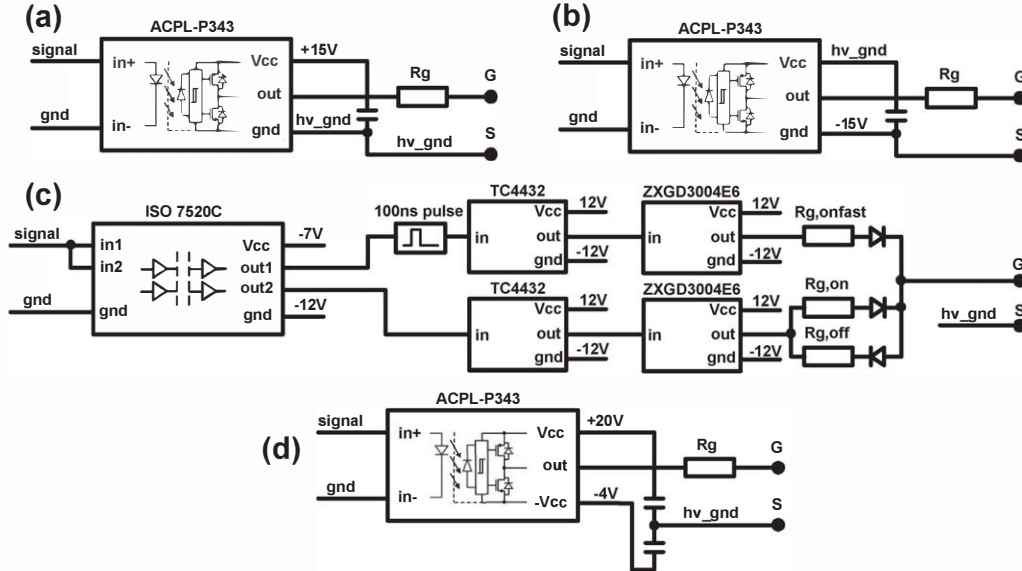 (a)
ACPL-P343
signal
in+
gnd
in-
Vcc
out
gnd
+15V
hv_gnd
Rg
G
hv_gnd
S
(b)
ACPL-P343
signal
in+
gnd
in-
Vcc
out
gnd
hv_gnd
-15V
Rg
G
S
(c)
ISO 7520C
signal
in1
in2
gnd
gnd
Vcc
out1
out2
gnd
-7V
-12V
100ns pulse
TC4432
in
Vcc
out
gnd
12V
-12V
ZXGD3004E6
in
Vcc
out
gnd
12V
-12V
Rg,onfast
TC4432
in
Vcc
out
gnd
12V
-12V
ZXGD3004E6
in
Vcc
out
gnd
12V
-12V
Rg,on
Rg,off
G
hv_gnd
S
(d)
ACPL-P343
signal
in+
gnd
in-
Vcc
out
-Vcc
+20V
-4V
Rg
G
hv_gnd
S